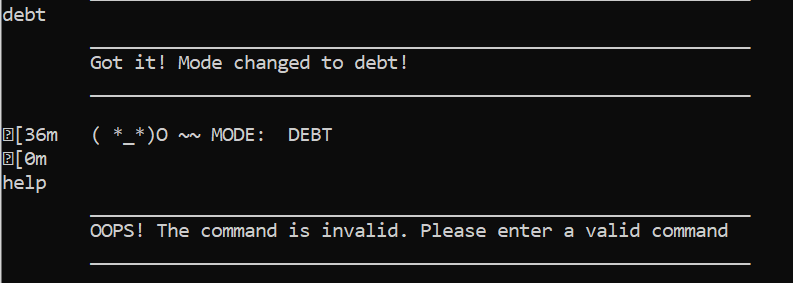 debt
Got it! Mode changed to debt!
[36m   ( *_*)O ~~ MODE:  DEBT
[0m
help
OOPS! The command is invalid. Please enter a valid command